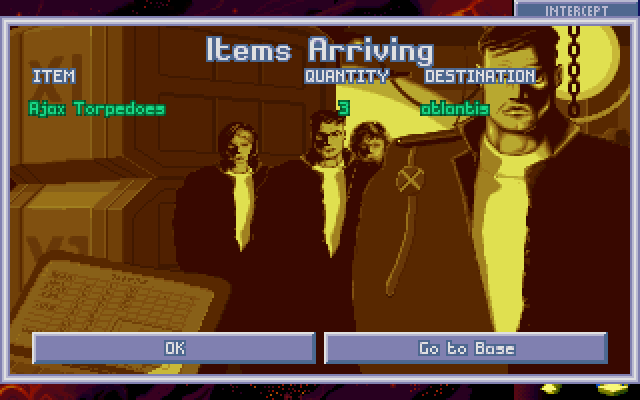 INTERCEPT
Items Arriving
ITEM QUANTITY DESTINATION
Ajax Torpedoes 3 atlantis
OK Go to Base